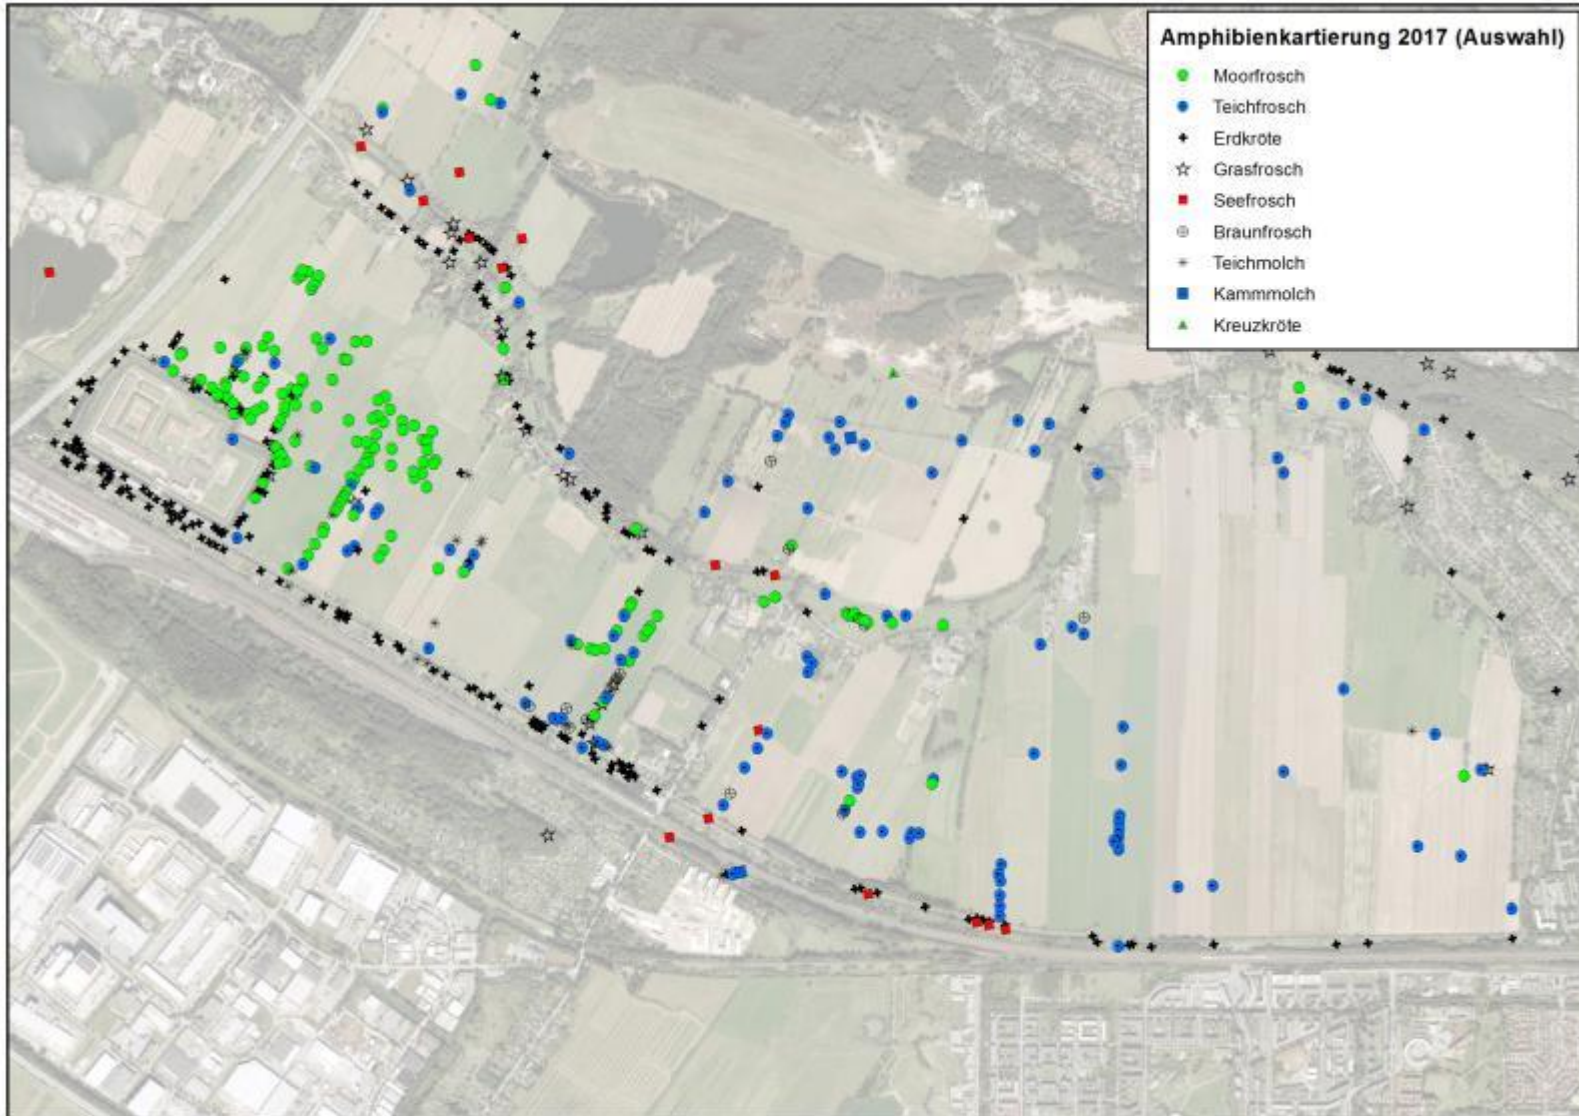 Amphibienkartierung 2017 (Auswahl)
Moorfrosch
Teichfrosch
Erdkröte
Grasfrosch
Seefrosch
Braunfrosch
Teichmolch
Kammmolch
Kreuzkröte